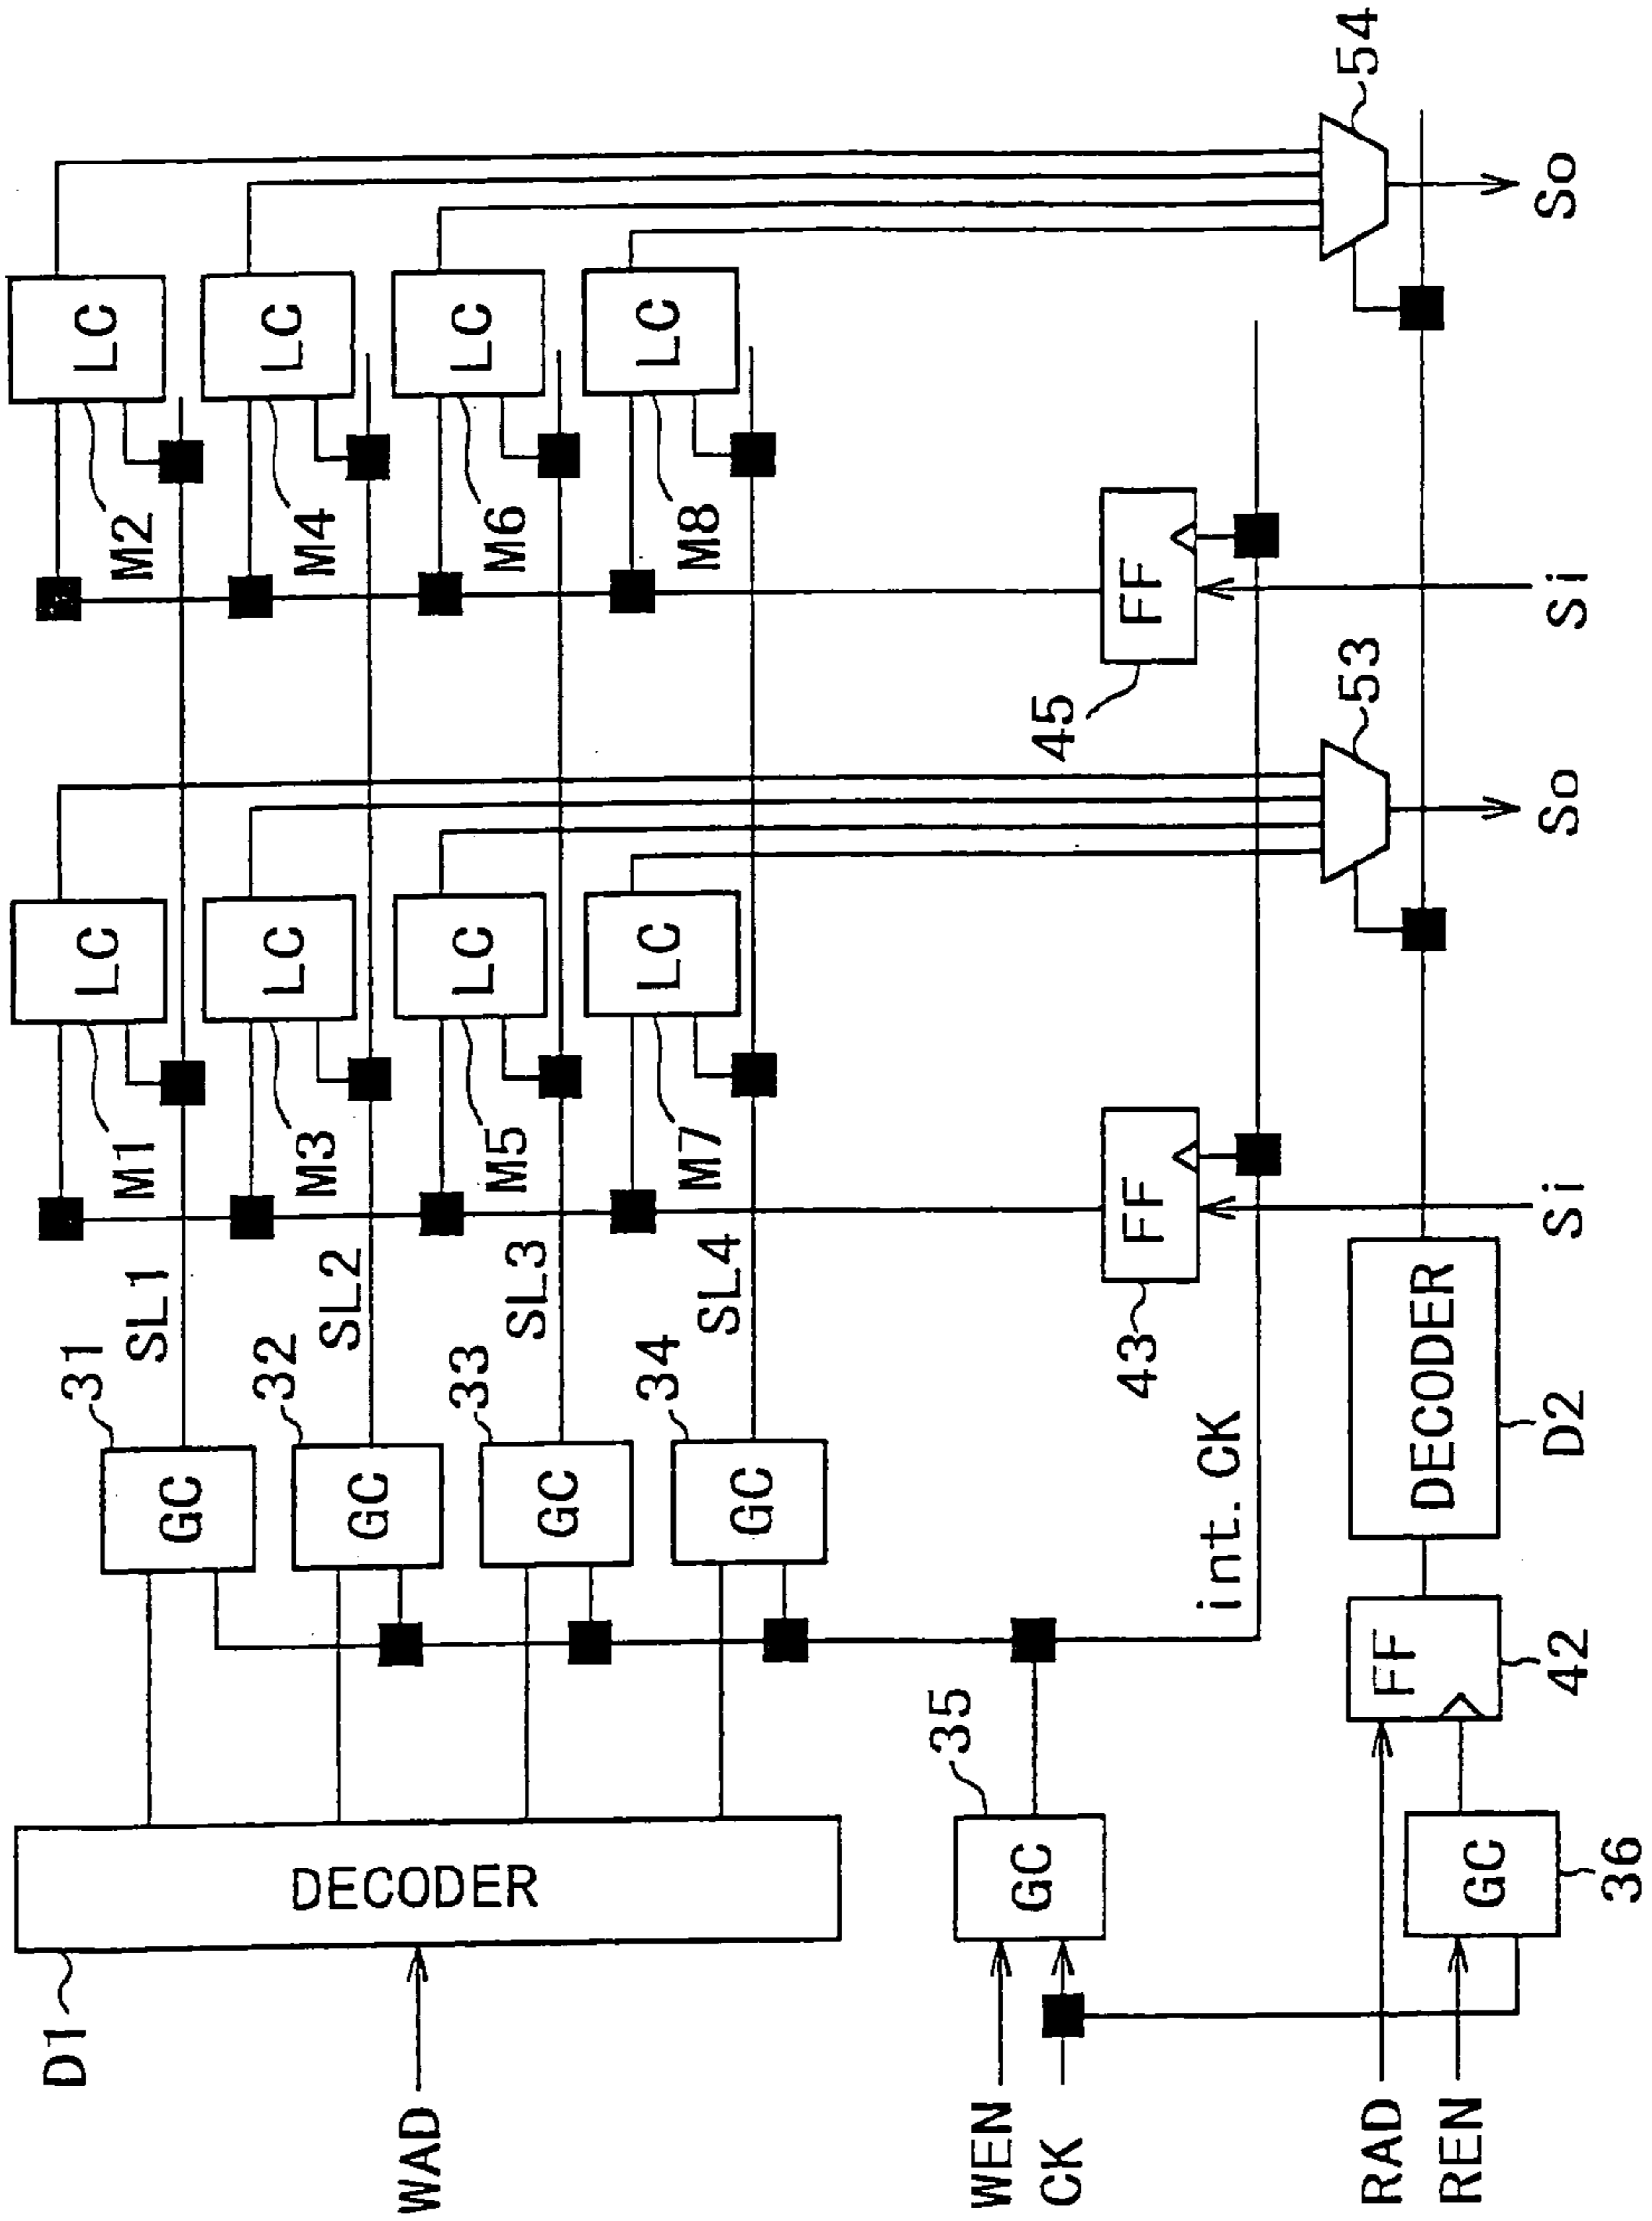 D1
DECODER
WAD
GC
31
SL1
GC
32
SL2
GC
33
SL3
GC
34
SL4
LC
M1
LC
M2
LC
M3
LC
M4
LC
M5
LC
M6
LC
M7
LC
M8
WEN
CK
GC
35
int.CK
FF
43
Si
FF
45
Si
53
So
54
So
RAD
REN
GC
36
FF
42
DECODER
D2